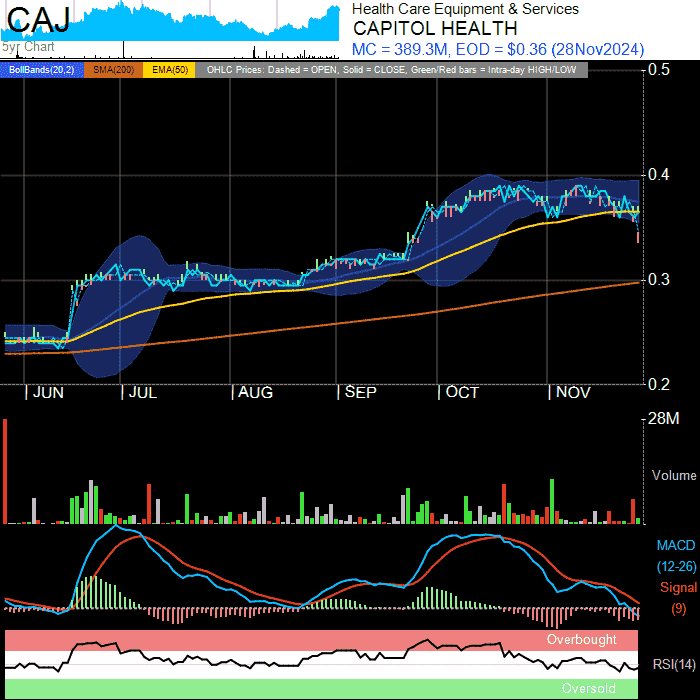 CAJ
5yr Chart
Health Care Equipment & Services
CAPITOL HEALTH
MC = 389.3M, EOD = $0.36 (28Nov2024)
BollBands(20,2) SMA(200) EMA(50) OHLC Prices: Dashed = OPEN, Solid = CLOSE, Green/Red bars = Intra-day HIGH/LOW
0.5
0.4
0.3
0.2
JUN JUL AUG SEP OCT NOV
28M
Volume
MACD
(12-26)
Signal
(9)
Overbought
RSI(14)
Oversold